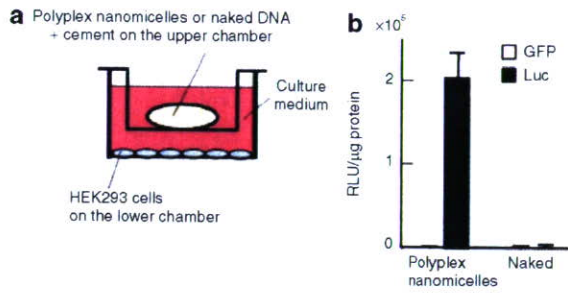 a Polyplex nanomicelles or naked DNA
+ cement on the upper chamber
Culture
medium
HEK293 cells
on the lower chamber
b ×10⁶
GFP
Luc
RLU/μg protein
2
1
0
Polyplex
nanomicelles
Naked